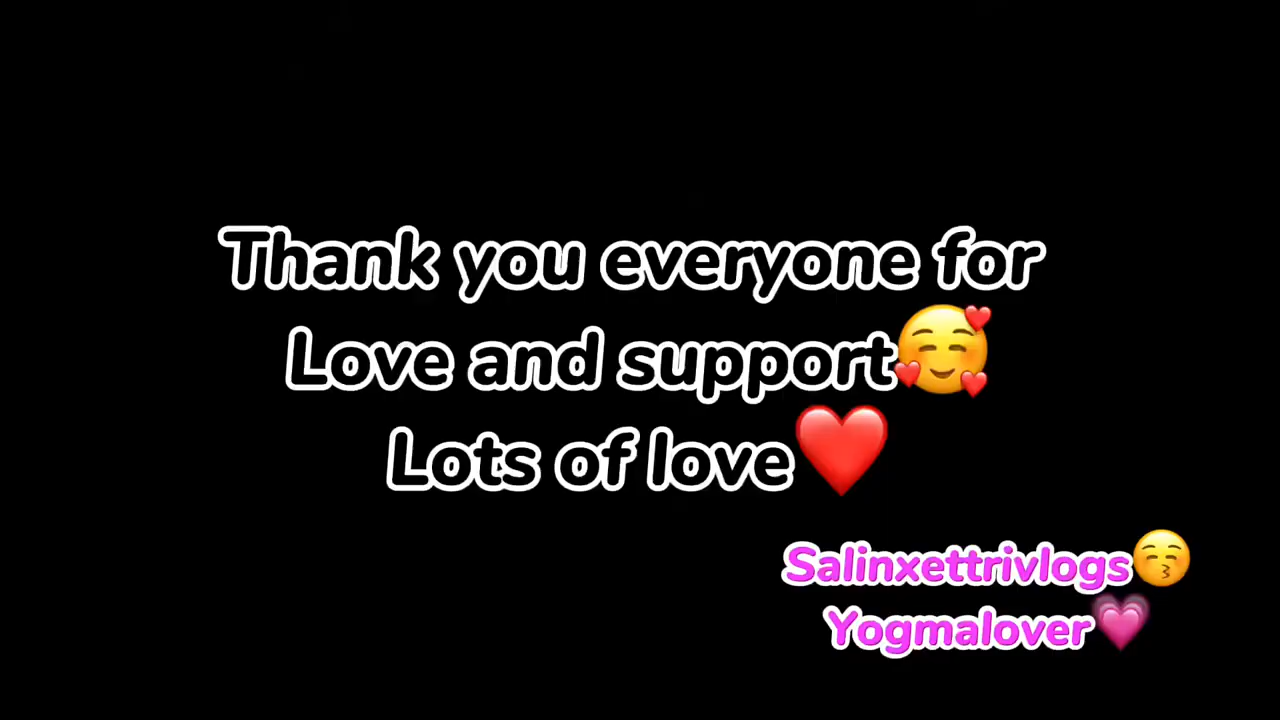 Thank you everyone for
Love and support🥰
Lots of love❤️
Salinxettrivlogs😚
Yogmalover💗